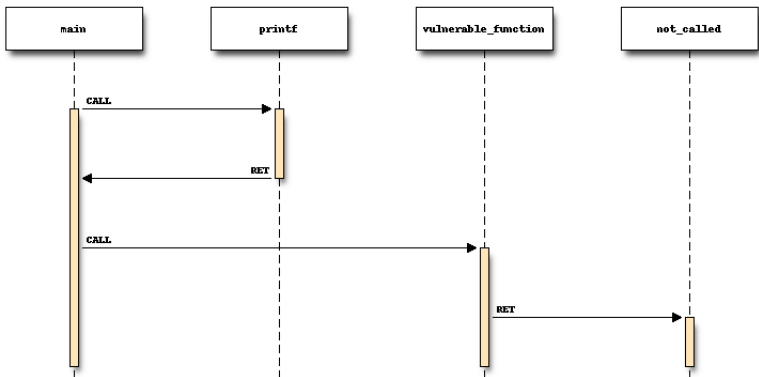 main
printf
vulnerable_function
not_called
CALL
RET
CALL
RET